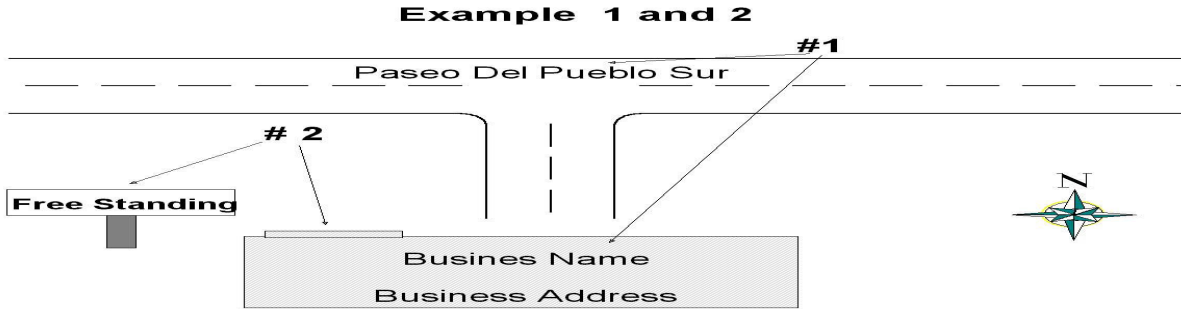 Example 1 and 2
#1
Paseo Del Pueblo Sur
# 2
N
Free Standing
Busines Name
Business Address